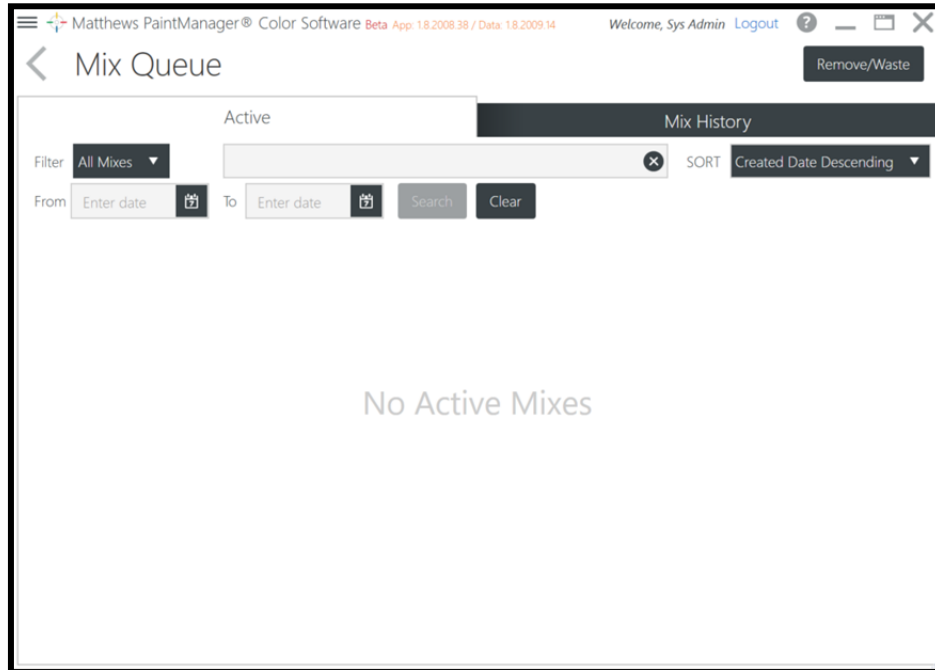 Matthews PaintManager® Color Software Beta App: 1.8.2008.38 / Data: 1.8.2009.14 Welcome, Sys Admin Logout ?
Mix Queue Remove/Waste
Active Mix History
Filter All Mixes SORT Created Date Descending
From Enter date To Enter date Search Clear
No Active Mixes